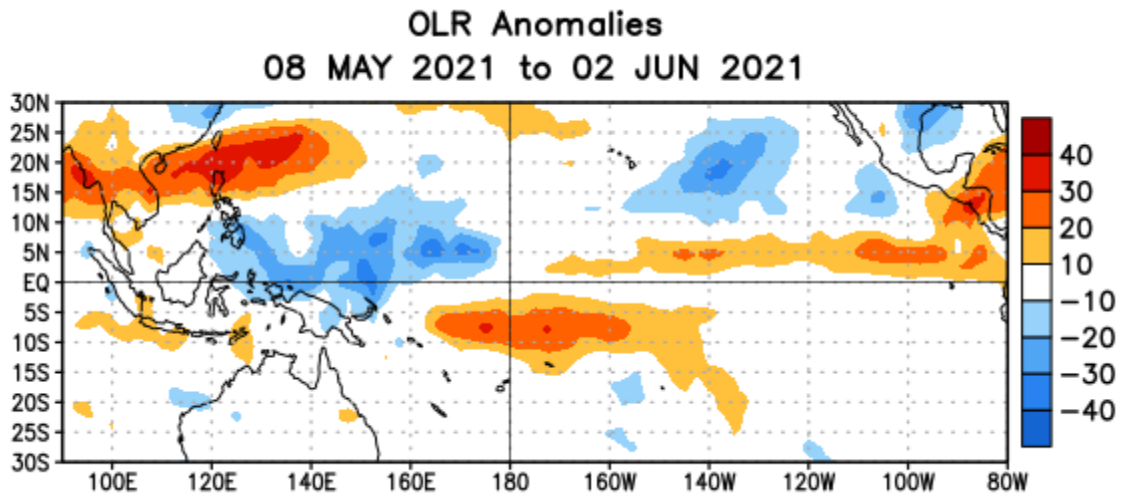 OLR Anomalies
08 MAY 2021 to 02 JUN 2021
30N
25N
20N
15N
10N
5N
EQ
5S
10S
15S
20S
25S
30S
100E 120E 140E 160E 180 160W 140W 120W 100W 80W
40
30
20
10
−10
−20
−30
−40